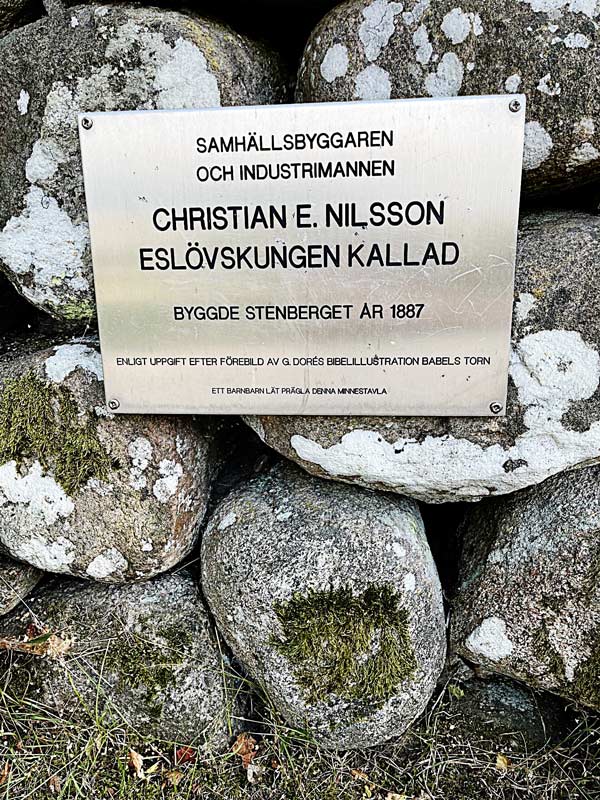 SAMHÄLLSBYGGAREN
OCH INDUSTRIMANNEN
CHRISTIAN E. NILSSON
ESLÖVSKUNGEN KALLAD
BYGGDE STENBERGET ÅR 1887
ENLIGT UPPGIFT EFTER FÖREBILD AV G. DORÉS BIBELILLUSTRATION BABELS TORN
ETT BARNBARN LÄT PRÄGLA DENNA MINNESTAVLA